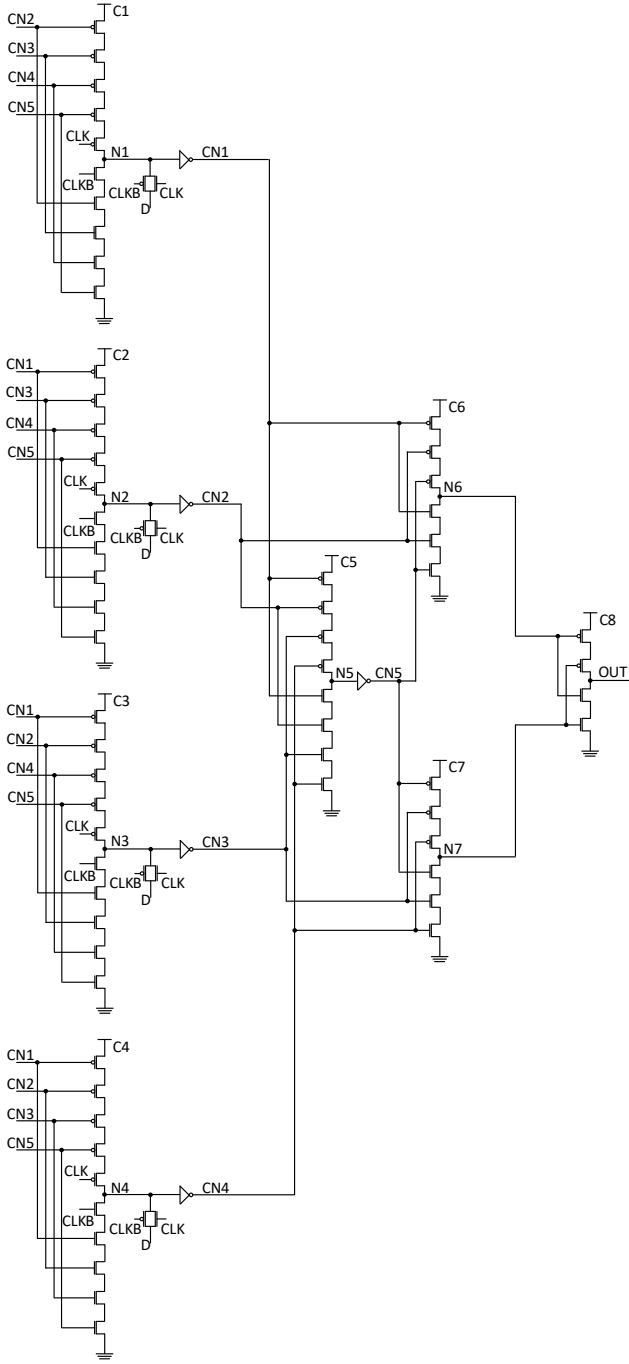 C1
CN2
CN3
CN4
CN5
CLK
N1
CN1
CLKB
CLKB
CLK
D
C2
CN1
CN3
CN4
CN5
CLK
N2
CN2
CLKB
CLKB
CLK
D
C6
N6
C5
N5
CN5
C8
OUT
C3
CN1
CN2
CN4
CN5
CLK
N3
CN3
CLKB
CLKB
CLK
D
C7
N7
C4
CN1
CN2
CN3
CN5
CLK
N4
CN4
CLKB
CLKB
CLK
D